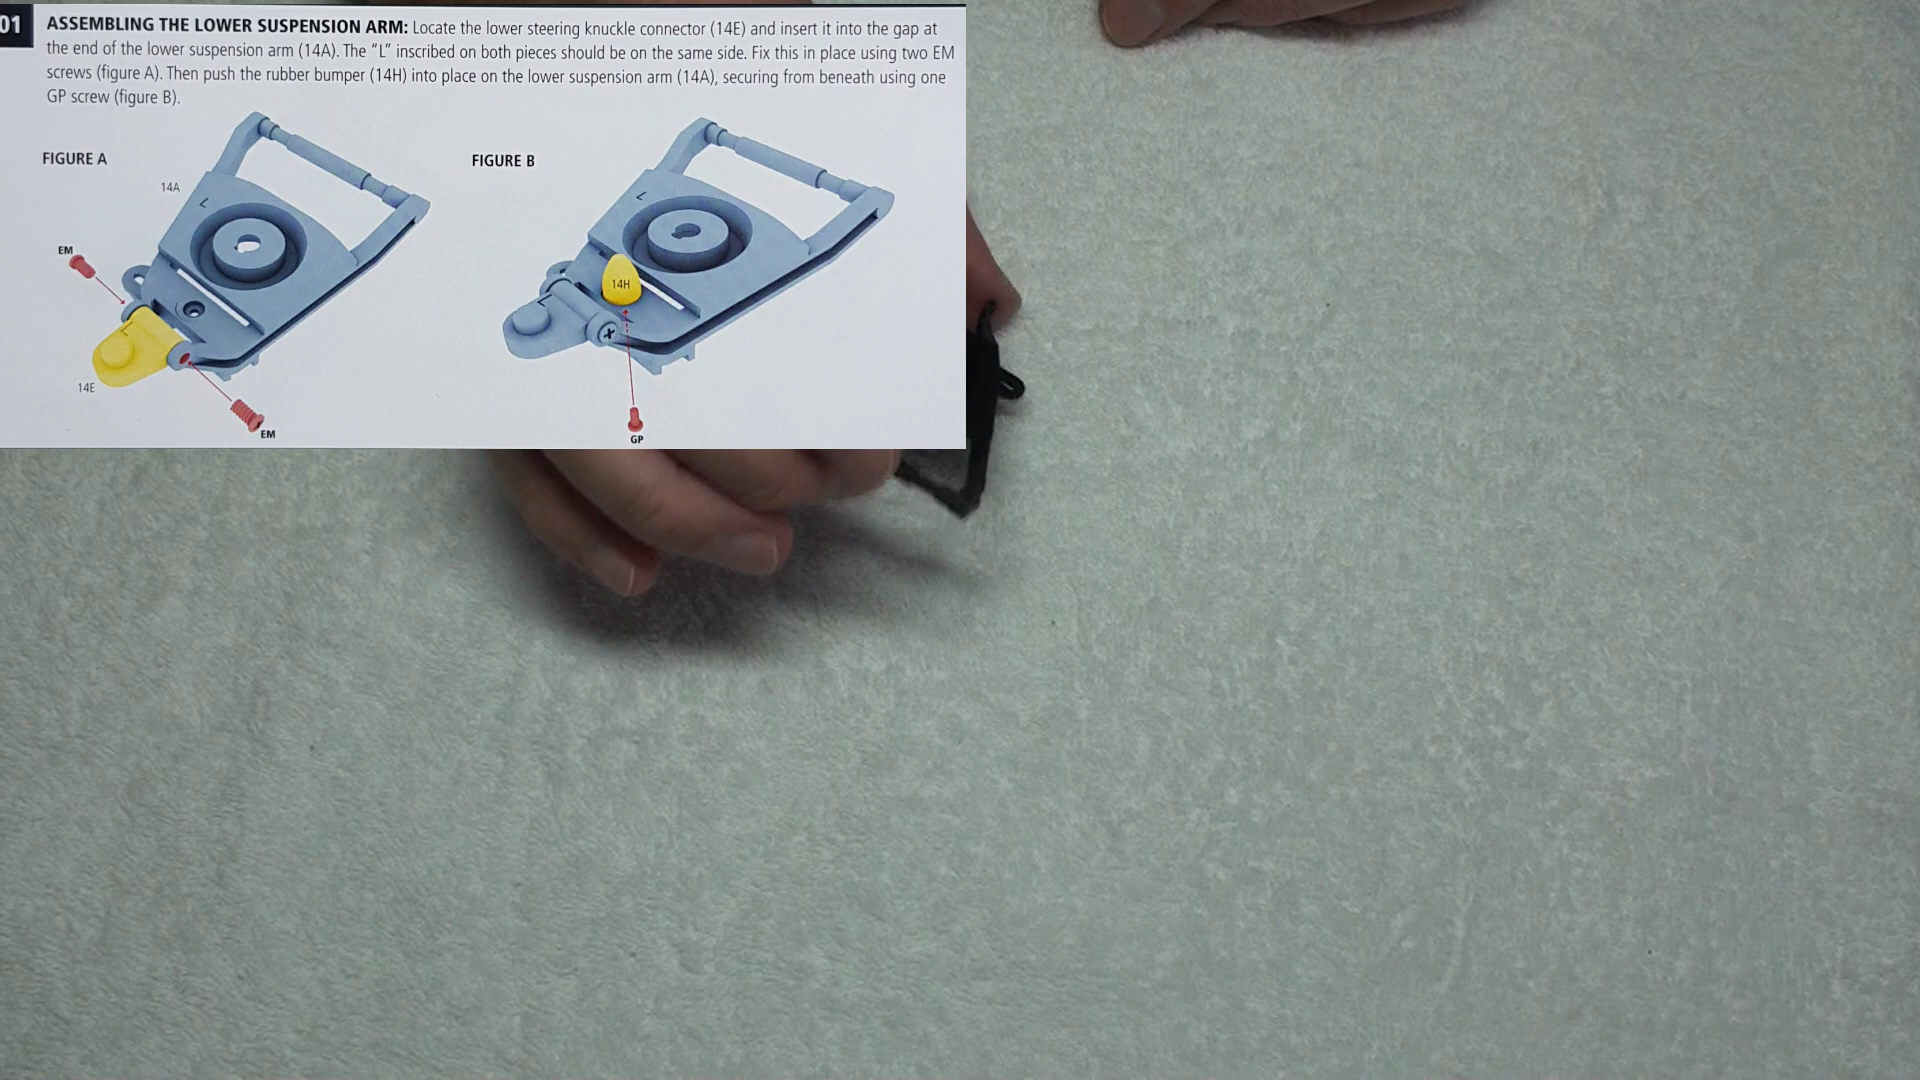 01 ASSEMBLING THE LOWER SUSPENSION ARM: Locate the lower steering knuckle connector (14E) and insert it into the gap at
the end of the lower suspension arm (14A). The “L” inscribed on both pieces should be on the same side. Fix this in place using two EM
screws (figure A). Then push the rubber bumper (14H) into place on the lower suspension arm (14A), securing from beneath using one
GP screw (figure B).
FIGURE A
FIGURE B
14A
L
L
EM
14H
L
L
14E
EM
GP